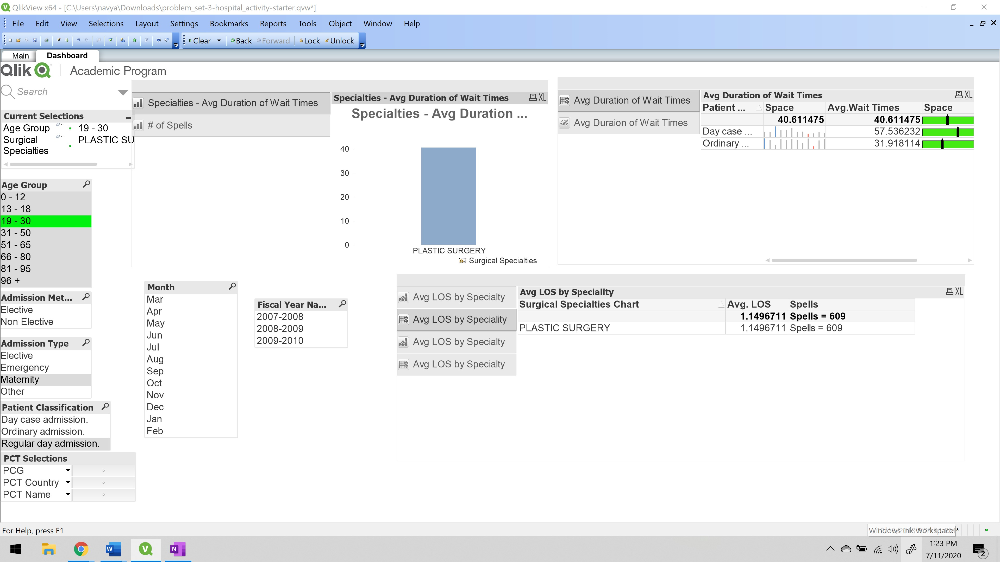 QlikView x64 - [C:\Users\navya\Downloads\problem_set-3-hospital_activity-starter.qvw*]
File Edit View Selections Layout Settings Bookmarks Reports Tools Object Window Help
Clear Back Forward Lock Unlock
Main Dashboard
Qlik Academic Program
Search
Current Selections
Age Group 19 - 30
Surgical Specialties PLASTIC SU
Age Group
0 - 12
13 - 18
19 - 30
31 - 50
51 - 65
66 - 80
81 - 95
96 +
Admission Met...
Elective
Non Elective
Admission Type
Elective
Emergency
Maternity
Other
Patient Classification
Day case admission.
Ordinary admission.
Regular day admission.
PCT Selections
PCG
PCT Country
PCT Name
Specialties - Avg Duration of Wait Times
# of Spells
Specialties - Avg Duration of Wait Times XL
Specialties - Avg Duration ...
40
30
20
10
0
PLASTIC SURGERY
Surgical Specialties
Avg Duration of Wait Times
Avg Duraion of Wait Times
Avg Duration of Wait Times XL
Patient ... Space Avg.Wait Times Space
40.611475 40.611475
Day case ... 57.536232
Ordinary ... 31.918114
Month
Mar
Apr
May
Jun
Jul
Aug
Sep
Oct
Nov
Dec
Jan
Feb
Fiscal Year Na...
2007-2008
2008-2009
2009-2010
Avg LOS by Specialty
Avg LOS by Speciality
Avg LOS by Specialty
Avg LOS by Specialty
Avg LOS by Speciality XL
Surgical Specialties Chart Avg. LOS Spells
1.1496711 Spells = 609
PLASTIC SURGERY 1.1496711 Spells = 609
For Help, press F1
Windows Ink Workspace *
1:23 PM
7/11/2020
2